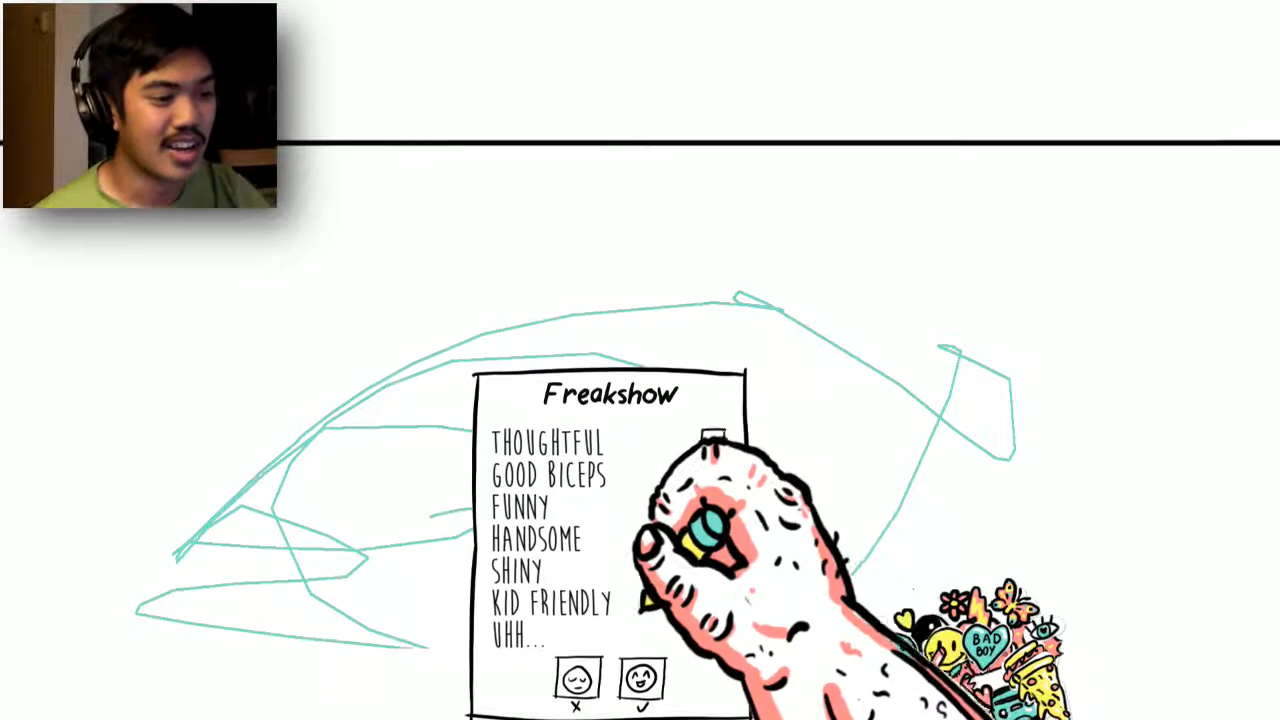 Freakshow
THOUGHTFUL
GOOD BICEPS
FUNNY
HANDSOME
SHINY
KID FRIENDLY
UHH...
BAD
BOY